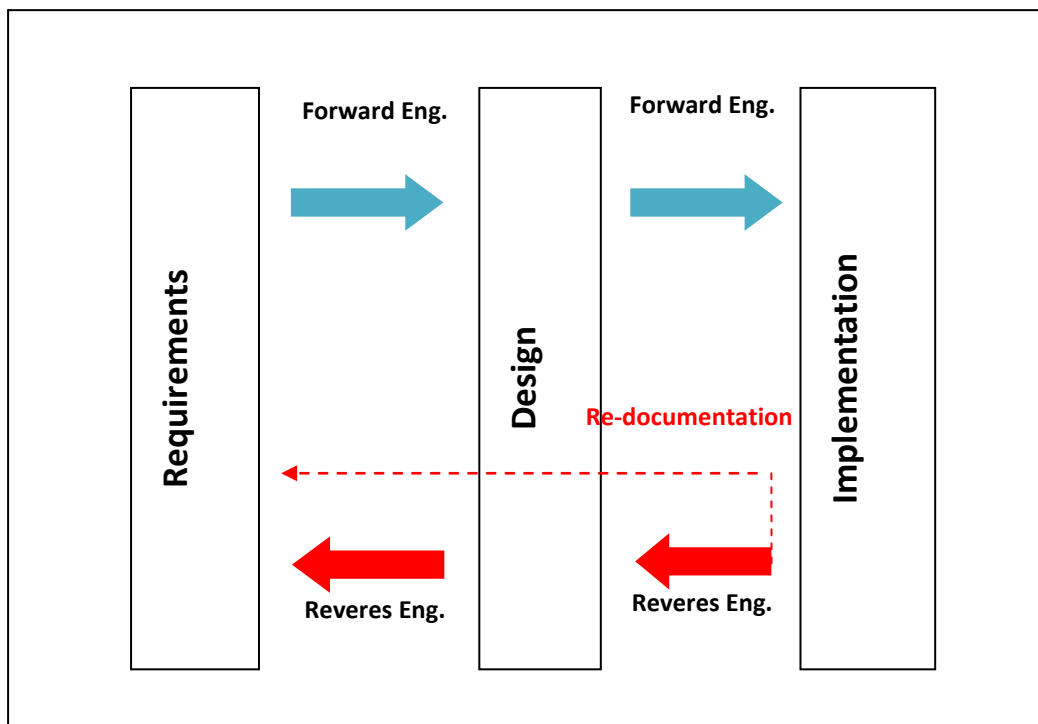 Forward Eng.
Forward Eng.
Requirements
Design
Implementation
Re-documentation
Reveres Eng.
Reveres Eng.